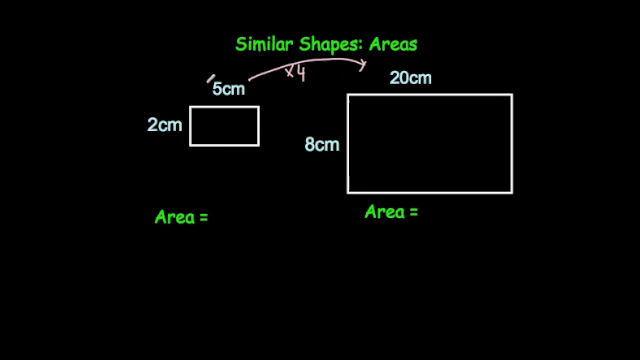 Similar Shapes: Areas
×4
5cm
20cm
2cm
8cm
Area =
Area =